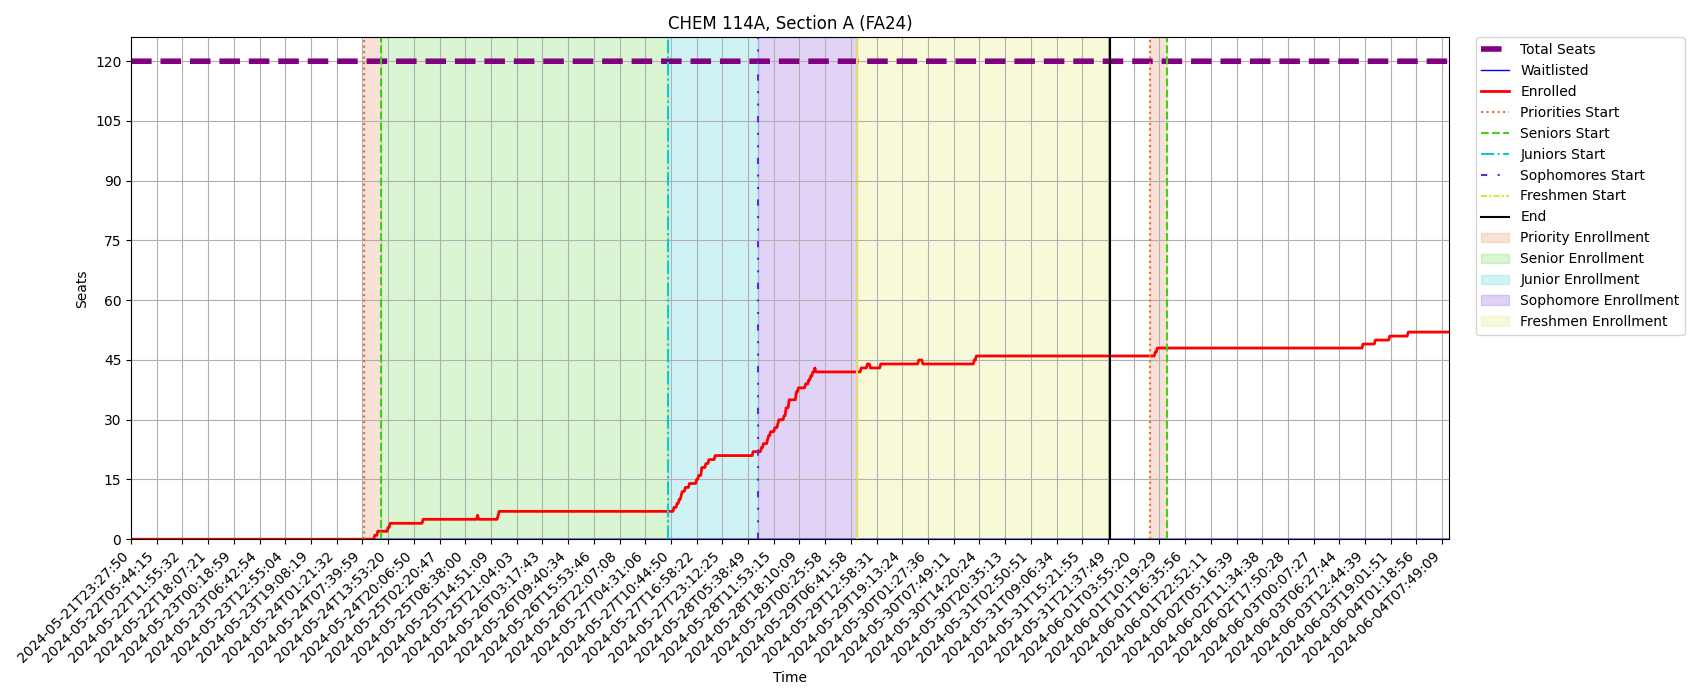 CHEM 114A, Section A (FA24)
Seats
120
105
90
75
60
45
30
15
0
2024-05-21T23:27:50
2024-05-22T05:44:15
2024-05-22T11:55:32
2024-05-22T18:07:21
2024-05-23T00:18:59
2024-05-23T06:42:54
2024-05-23T12:55:04
2024-05-23T19:08:19
2024-05-24T01:21:32
2024-05-24T07:39:59
2024-05-24T13:53:20
2024-05-24T20:06:50
2024-05-25T02:20:47
2024-05-25T08:38:00
2024-05-25T14:51:09
2024-05-25T21:04:03
2024-05-26T03:17:43
2024-05-26T09:40:34
2024-05-26T15:53:46
2024-05-26T22:07:08
2024-05-27T04:31:06
2024-05-27T10:44:50
2024-05-27T16:58:22
2024-05-27T23:12:25
2024-05-28T05:38:49
2024-05-28T11:53:15
2024-05-28T18:10:09
2024-05-29T00:25:58
2024-05-29T06:41:58
2024-05-29T12:58:31
2024-05-29T19:13:24
2024-05-30T01:27:36
2024-05-30T07:49:11
2024-05-30T14:20:24
2024-05-30T20:35:13
2024-05-31T02:50:51
2024-05-31T09:06:34
2024-05-31T15:21:55
2024-05-31T21:37:49
2024-06-01T03:55:20
2024-06-01T10:19:29
2024-06-01T16:35:56
2024-06-01T22:52:11
2024-06-02T05:16:39
2024-06-02T11:34:38
2024-06-02T17:50:28
2024-06-03T00:07:27
2024-06-03T06:27:44
2024-06-03T12:44:39
2024-06-03T19:01:51
2024-06-04T01:18:56
2024-06-04T07:49:09
Time
Total Seats
Waitlisted
Enrolled
Priorities Start
Seniors Start
Juniors Start
Sophomores Start
Freshmen Start
End
Priority Enrollment
Senior Enrollment
Junior Enrollment
Sophomore Enrollment
Freshmen Enrollment